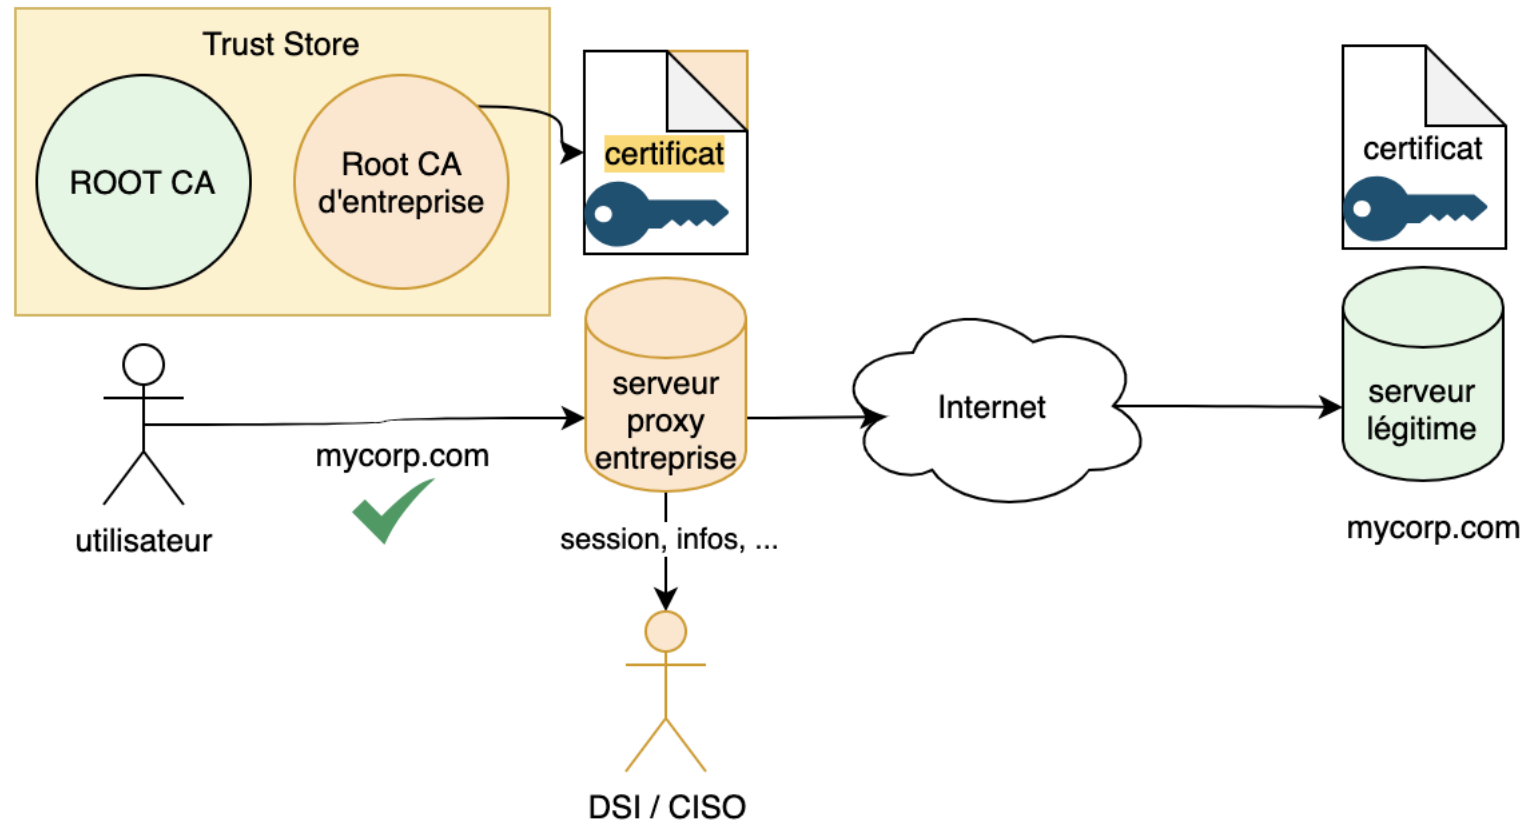 Trust Store
ROOT CA
Root CA
d'entreprise
certificat
certificat
serveur
proxy
entreprise
Internet
serveur
légitime
mycorp.com
utilisateur
session, infos, ...
mycorp.com
DSI / CISO